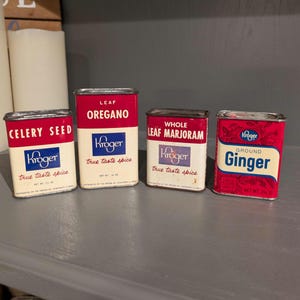 CELERY SEED
Kroger
true taste spice
LEAF
OREGANO
Kroger
true taste spice
WHOLE
LEAF MARJORAM
Kroger
true taste spice
Kroger
GROUND
Ginger